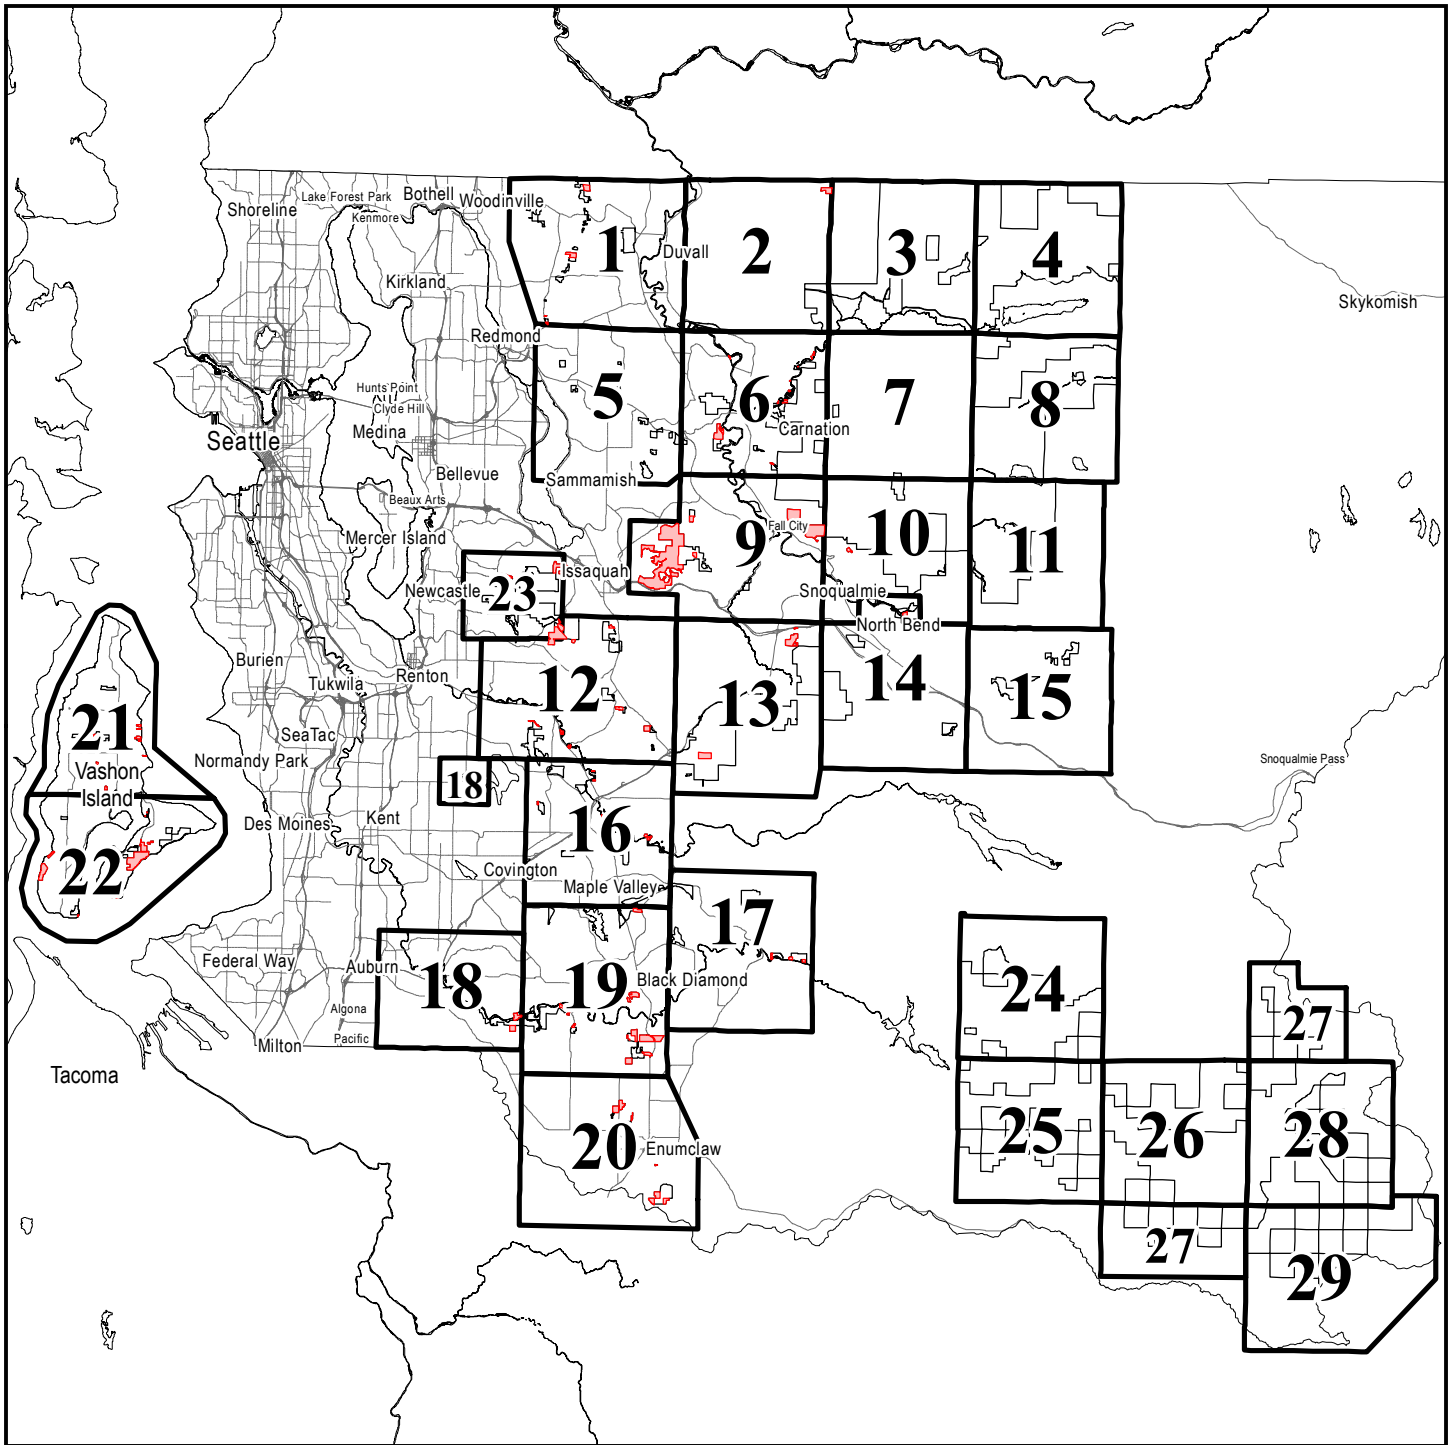 Lake Forest Park
Bothell
Woodinville
Shoreline
Kenmore
1
2
3
4
Duvall
Kirkland
Skykomish
Redmond
Hunts Point
Clyde Hill
5
6
7
8
Medina
Carnation
Seattle
Bellevue
Sammamish
Beaux Arts
Mercer Island
Fall City
9
10
11
Issaquah
Newcastle
23
Snoqualmie
North Bend
Burien
Tukwila
Renton
12
13
14
15
21
SeaTac
Normandy Park
Snoqualmie Pass
Vashon
Island
18
Des Moines
Kent
16
22
Covington
Maple Valley
17
Federal Way
Auburn
18
19
Black Diamond
24
Algona
27
Pacific
Milton
Tacoma
20
Enumclaw
25
26
28
27
29